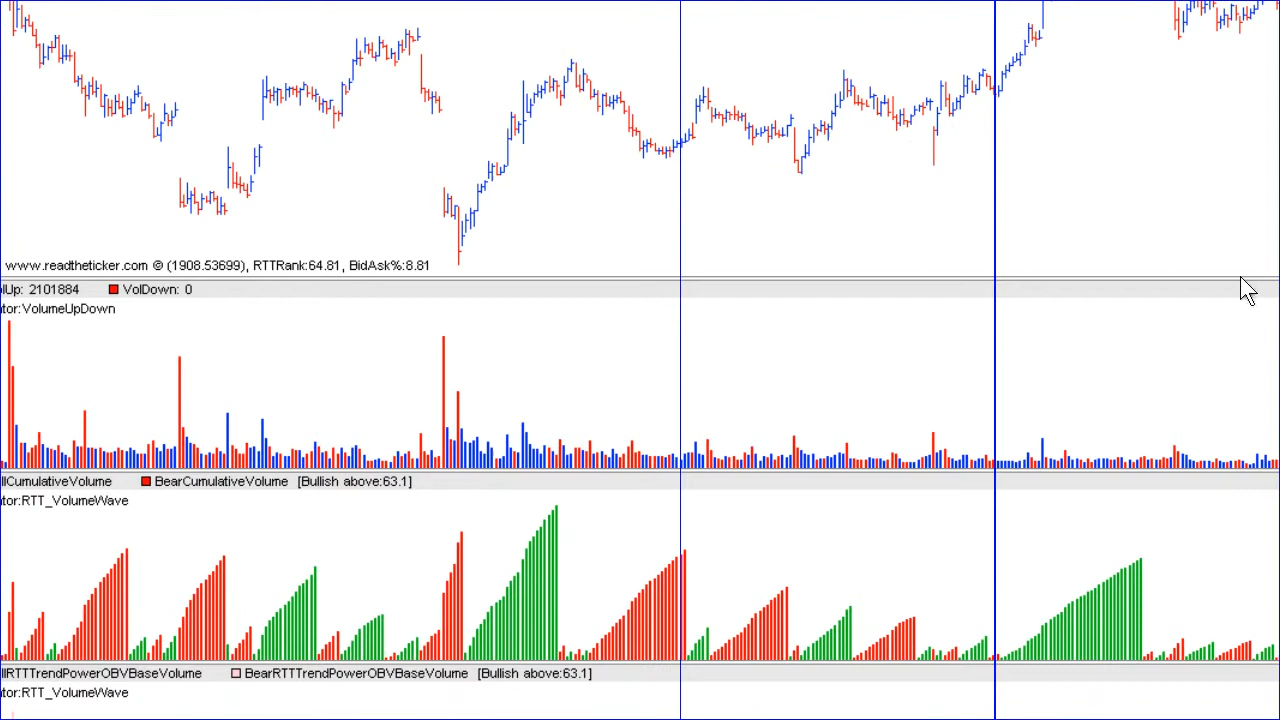 www.readtheticker.com © (1908.53699), RTTRank:64.81, BidAsk%:8.81
lUp: 2101884 VolDown: 0
tor:VolumeUpDown
llCumulativeVolume BearCumulativeVolume [Bullish above:63.1]
tor:RTT_VolumeWave
llRTTTrendPowerOBVBaseVolume BearRTTTrendPowerOBVBaseVolume [Bullish above:63.1]
tor:RTT_VolumeWave